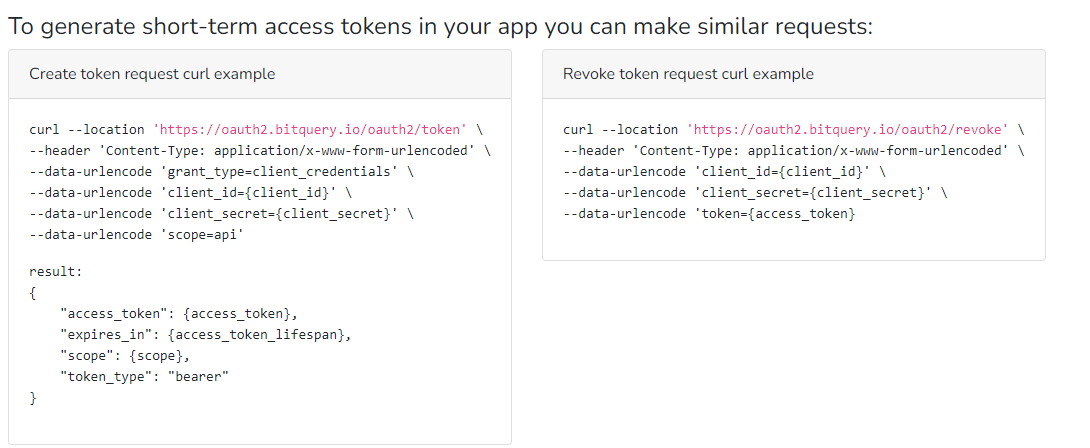 To generate short-term access tokens in your app you can make similar requests:
Create token request curl example
curl --location 'https://oauth2.bitquery.io/oauth2/token' \
--header 'Content-Type: application/x-www-form-urlencoded' \
--data-urlencode 'grant_type=client_credentials' \
--data-urlencode 'client_id={client_id}' \
--data-urlencode 'client_secret={client_secret}' \
--data-urlencode 'scope=api'
result:
{
    "access_token": {access_token},
    "expires_in": {access_token_lifespan},
    "scope": {scope},
    "token_type": "bearer"
}
Revoke token request curl example
curl --location 'https://oauth2.bitquery.io/oauth2/revoke' \
--header 'Content-Type: application/x-www-form-urlencoded' \
--data-urlencode 'client_id={client_id}' \
--data-urlencode 'client_secret={client_secret}' \
--data-urlencode 'token={access_token}